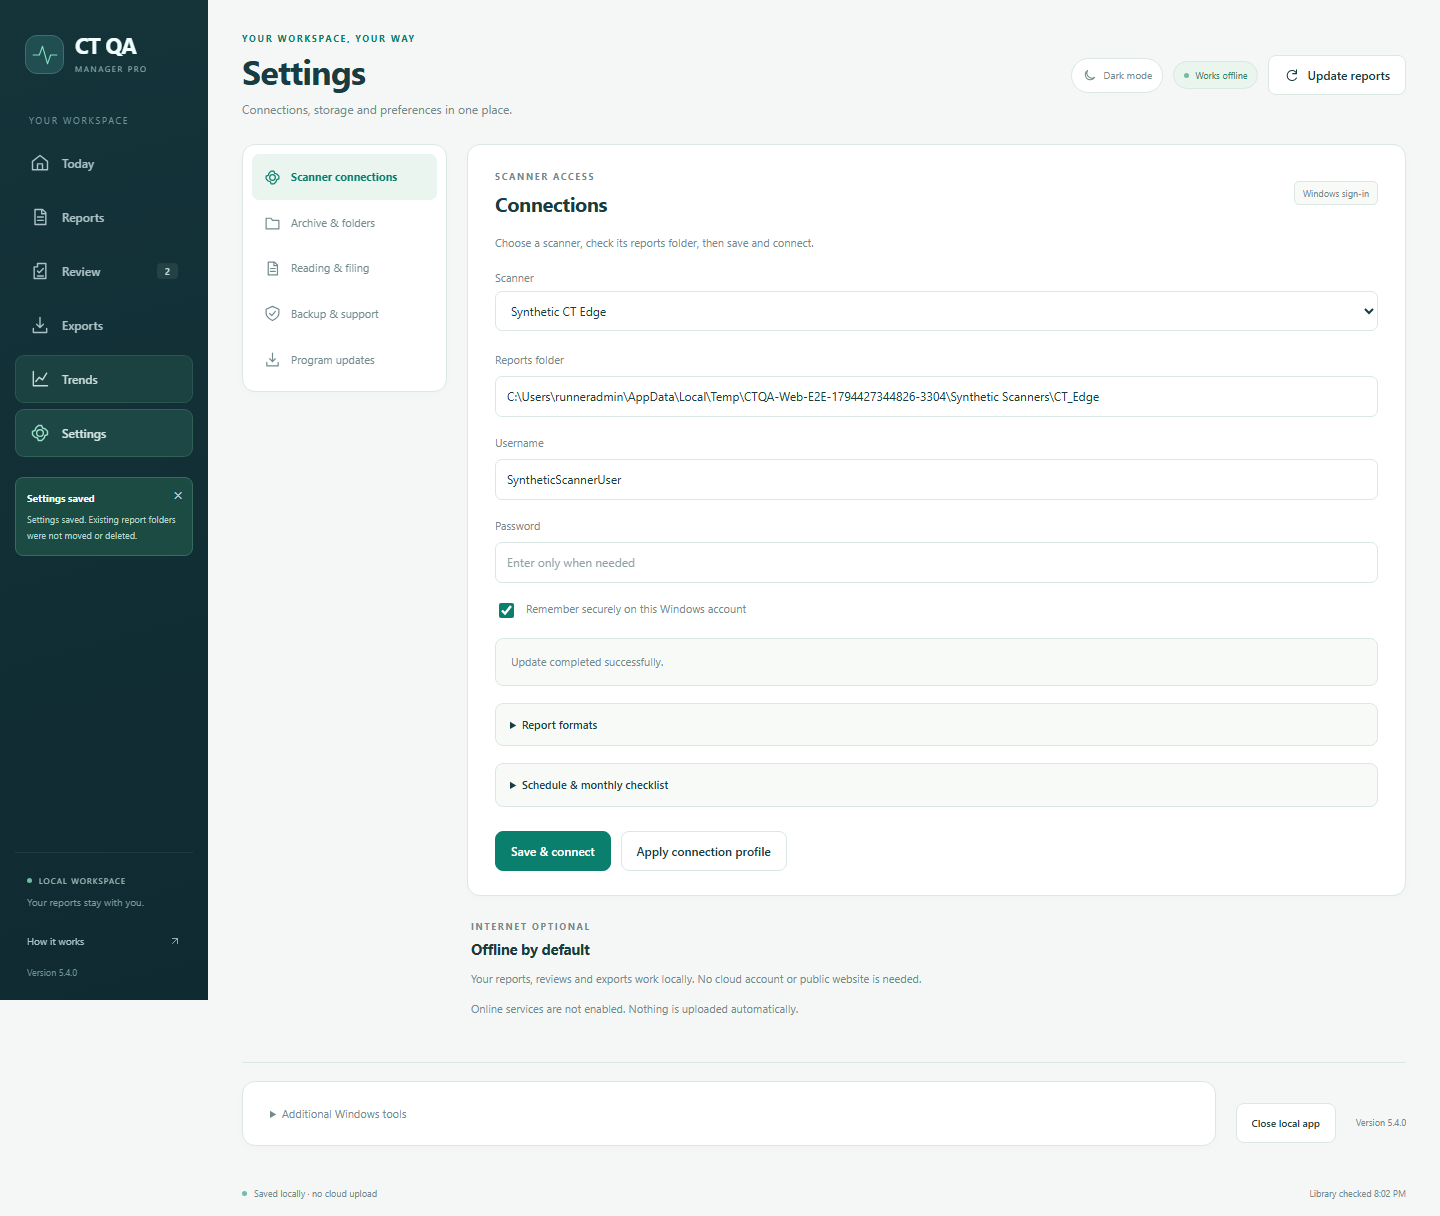 CT QA
MANAGER PRO
YOUR WORKSPACE
Today
Reports
Review 2
Exports
Trends
Settings
Settings saved
Settings saved. Existing report folders
were not moved or deleted.
LOCAL WORKSPACE
Your reports stay with you.
How it works
Version 5.4.0
YOUR WORKSPACE, YOUR WAY
Settings
Connections, storage and preferences in one place.
Dark mode
Works offline
Update reports
Scanner connections
Archive & folders
Reading & filing
Backup & support
Program updates
SCANNER ACCESS
Connections
Windows sign-in
Choose a scanner, check its reports folder, then save and connect.
Scanner
Synthetic CT Edge
Reports folder
C:\Users\runneradmin\AppData\Local\Temp\CTQA-Web-E2E-1794427344826-3304\Synthetic Scanners\CT_Edge
Username
SyntheticScannerUser
Password
Enter only when needed
Remember securely on this Windows account
Update completed successfully.
Report formats
Schedule & monthly checklist
Save & connect
Apply connection profile
INTERNET OPTIONAL
Offline by default
Your reports, reviews and exports work locally. No cloud account or public website is needed.
Online services are not enabled. Nothing is uploaded automatically.
Additional Windows tools
Close local app
Version 5.4.0
Saved locally · no cloud upload
Library checked 8:02 PM